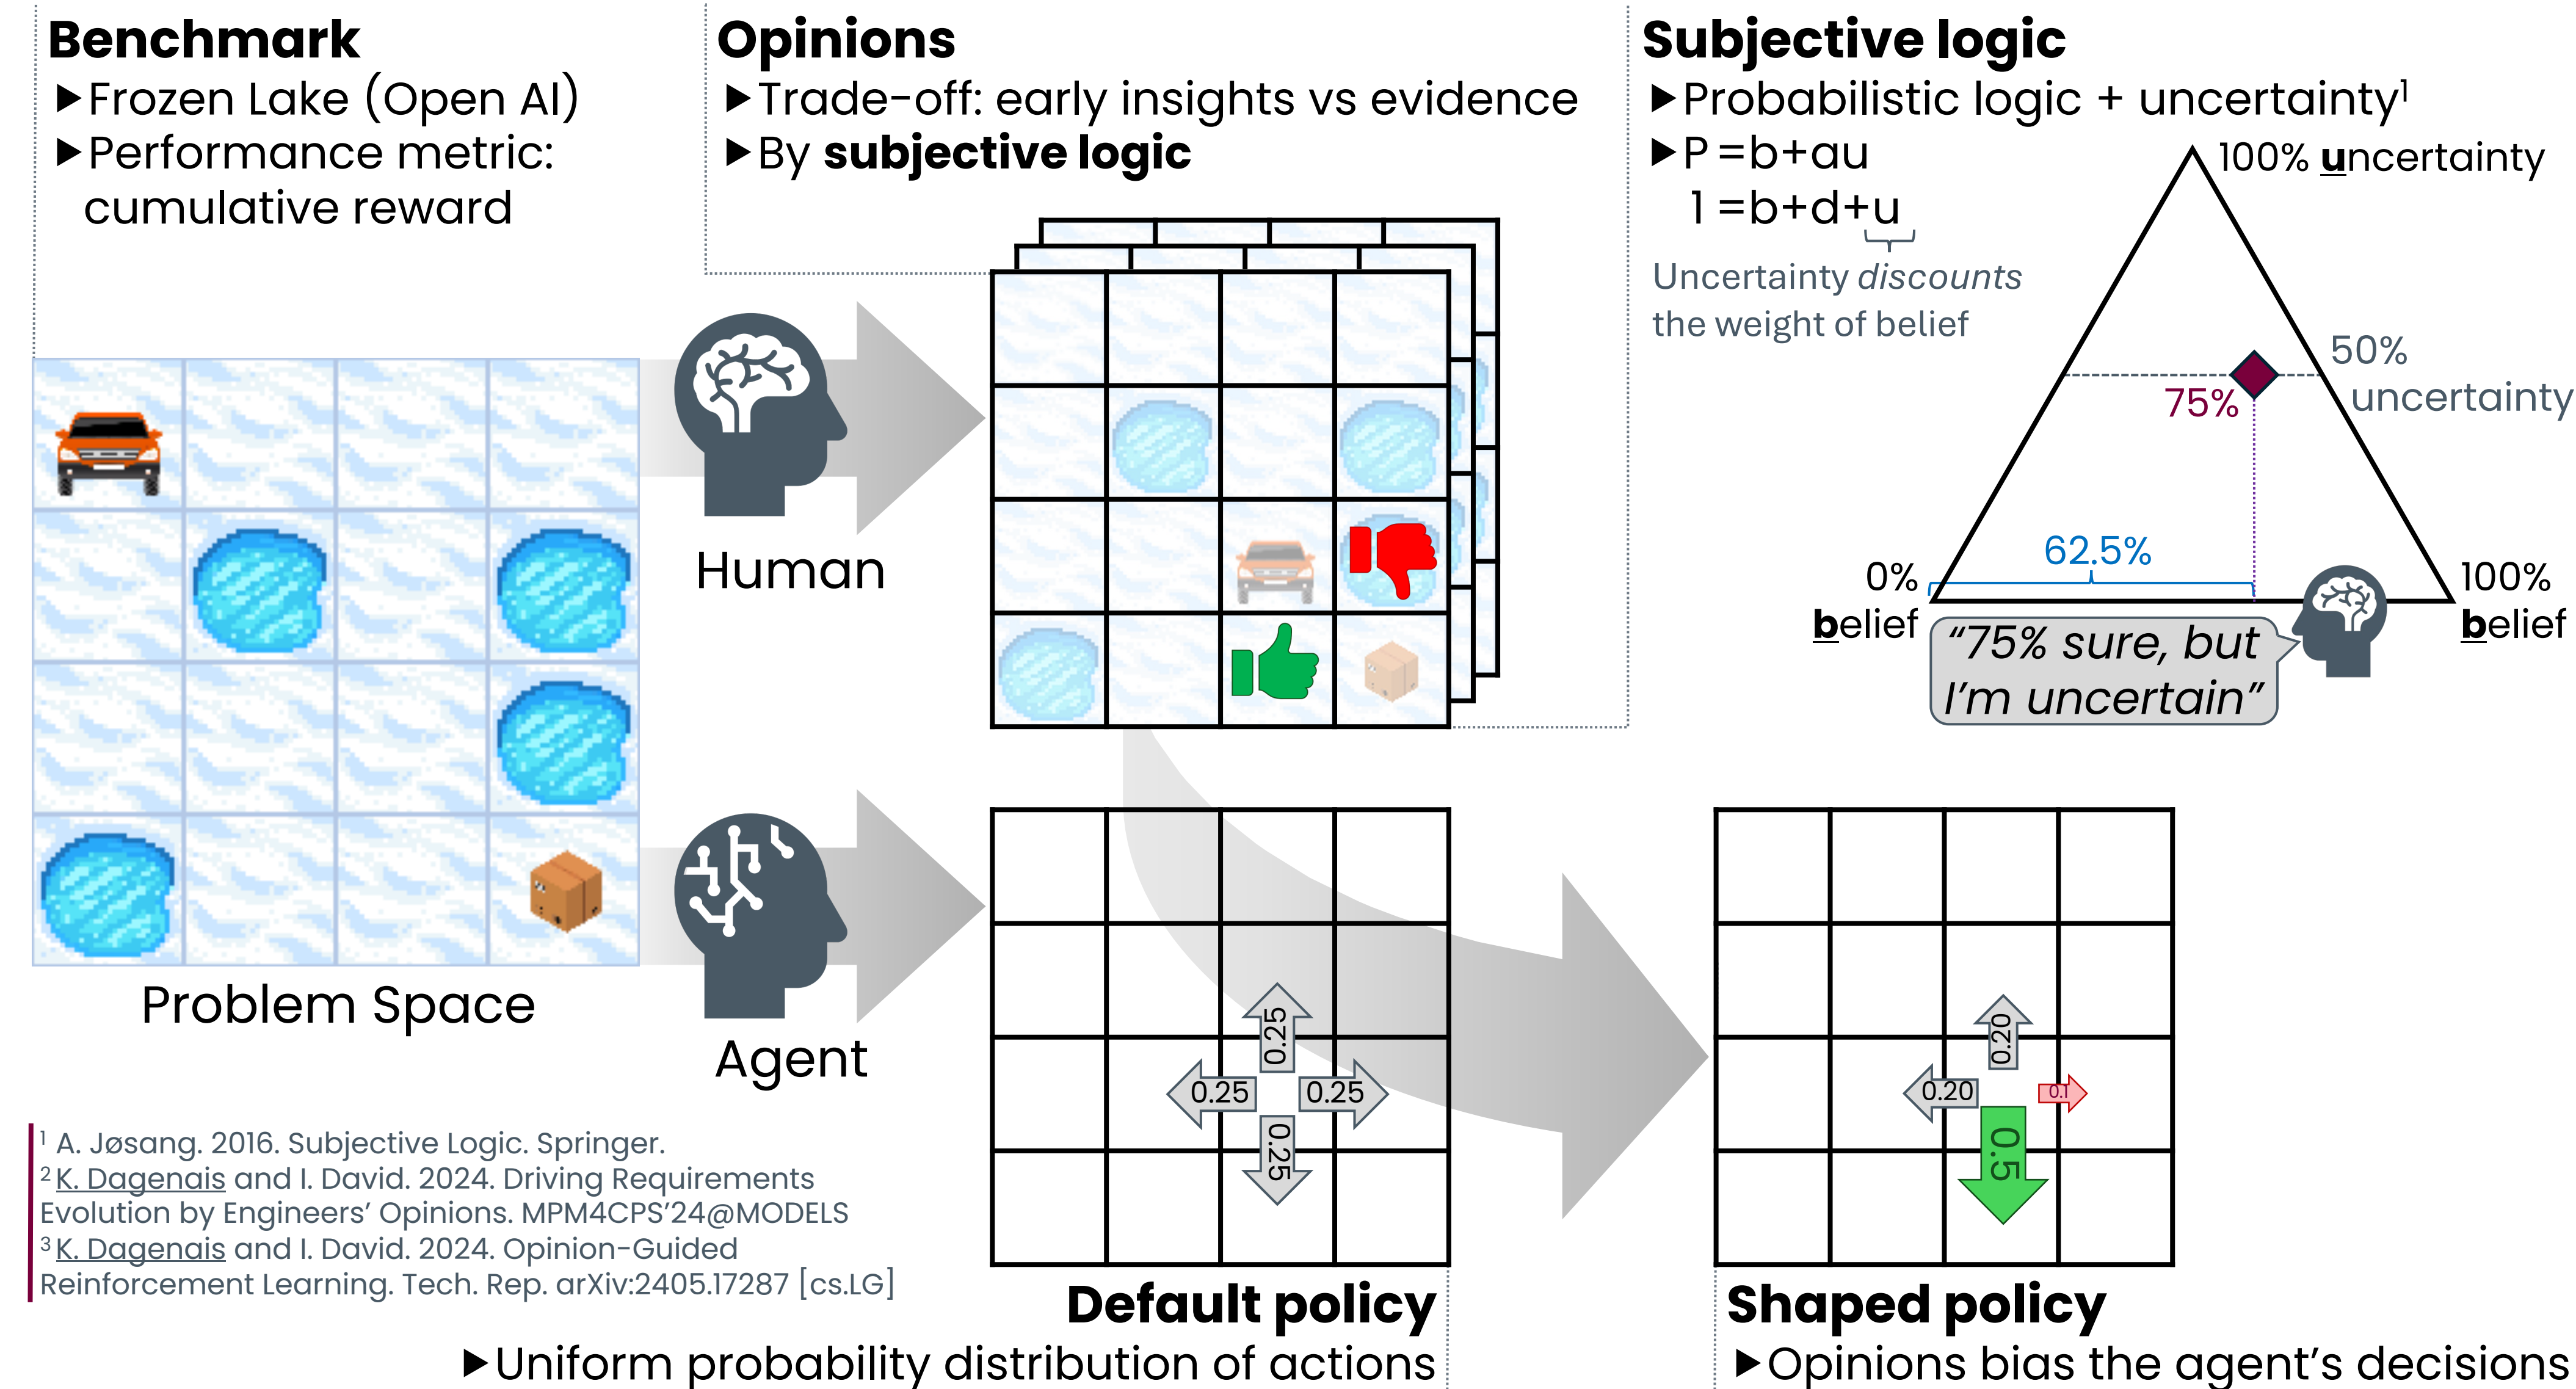 Benchmark
▶Frozen Lake (Open AI)
▶Performance metric:
cumulative reward
Opinions
▶Trade-off: early insights vs evidence
▶By subjective logic
Subjective logic
▶Probabilistic logic + uncertainty¹
▶P =b+au
1 =b+d+u
Uncertainty discounts
the weight of belief
100% uncertainty
50%
uncertainty
75%
62.5%
0%
belief
100%
belief
“75% sure, but
I’m uncertain”
Human
Problem Space
Agent
0.25
0.25
0.25
0.25
0.20
0.20
0.1
0.5
¹ A. Jøsang. 2016. Subjective Logic. Springer.
² K. Dagenais and I. David. 2024. Driving Requirements
Evolution by Engineers’ Opinions. MPM4CPS’24@MODELS
³ K. Dagenais and I. David. 2024. Opinion-Guided
Reinforcement Learning. Tech. Rep. arXiv:2405.17287 [cs.LG]
Default policy
▶Uniform probability distribution of actions
Shaped policy
▶Opinions bias the agent’s decisions